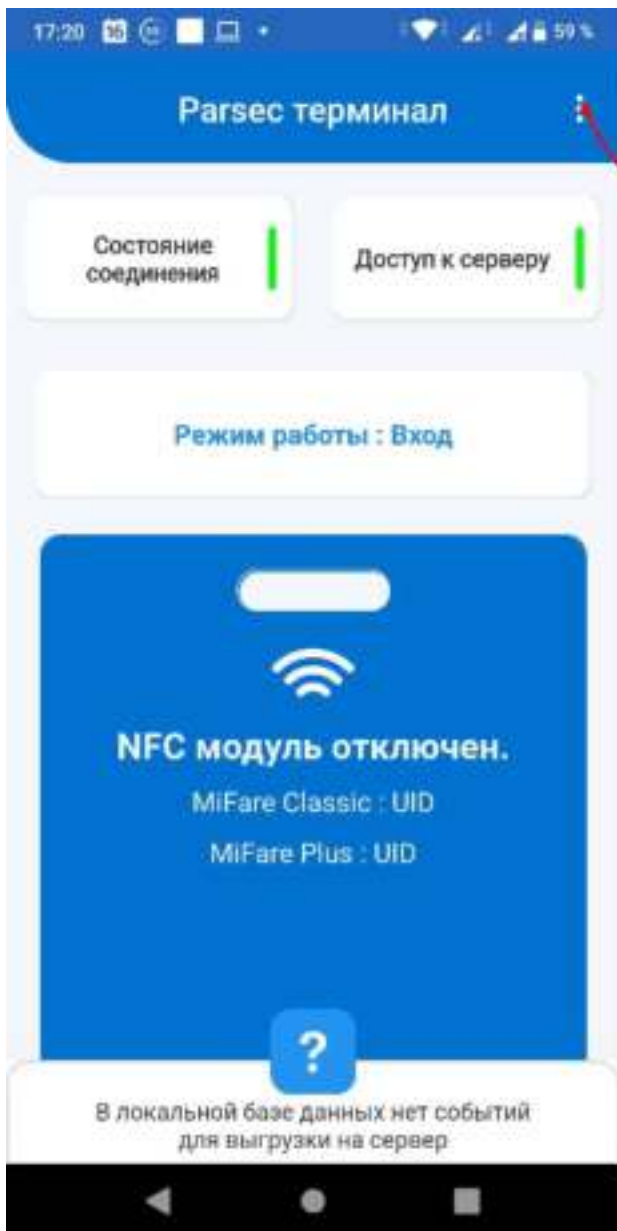 17:20 59 %
Parsec терминал
Состояние
соединения
Доступ к серверу
Режим работы : Вход
NFC модуль отключен.
MiFare Classic : UID
MiFare Plus : UID
?
В локальной базе данных нет событий
для выгрузки на сервер